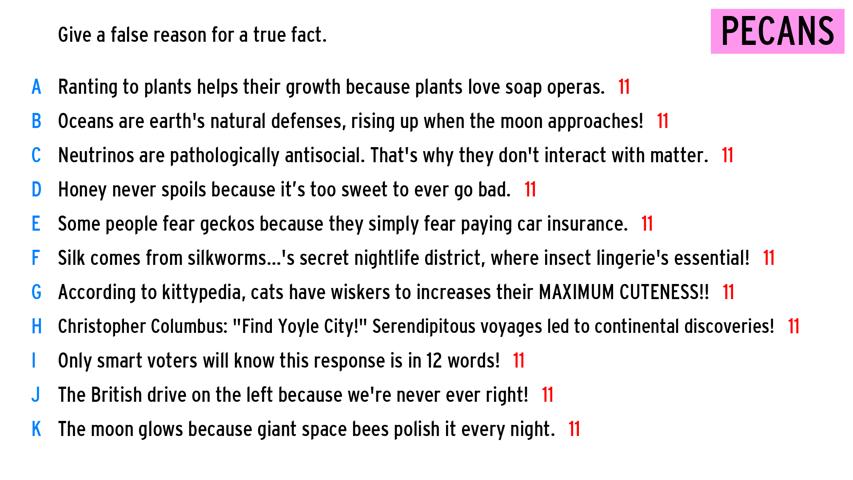 Give a false reason for a true fact.
PECANS
A Ranting to plants helps their growth because plants love soap operas. 11
B Oceans are earth's natural defenses, rising up when the moon approaches! 11
C Neutrinos are pathologically antisocial. That's why they don't interact with matter. 11
D Honey never spoils because it’s too sweet to ever go bad. 11
E Some people fear geckos because they simply fear paying car insurance. 11
F Silk comes from silkworms...'s secret nightlife district, where insect lingerie's essential! 11
G According to kittypedia, cats have wiskers to increases their MAXIMUM CUTENESS!! 11
H Christopher Columbus: "Find Yoyle City!" Serendipitous voyages led to continental discoveries! 11
I Only smart voters will know this response is in 12 words! 11
J The British drive on the left because we're never ever right! 11
K The moon glows because giant space bees polish it every night. 11